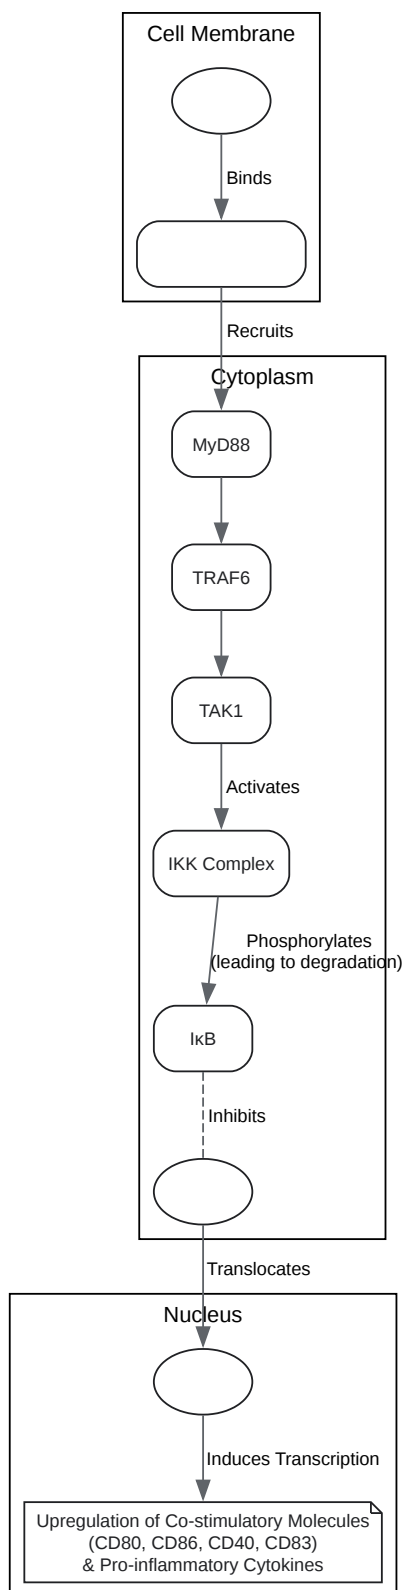 Cell Membrane
Binds
Recruits
Cytoplasm
MyD88
TRAF6
TAK1
Activates
IKK Complex
Phosphorylates
(leading to degradation)
IκB
Inhibits
Translocates
Nucleus
Induces Transcription
Upregulation of Co-stimulatory Molecules
(CD80, CD86, CD40, CD83)
& Pro-inflammatory Cytokines